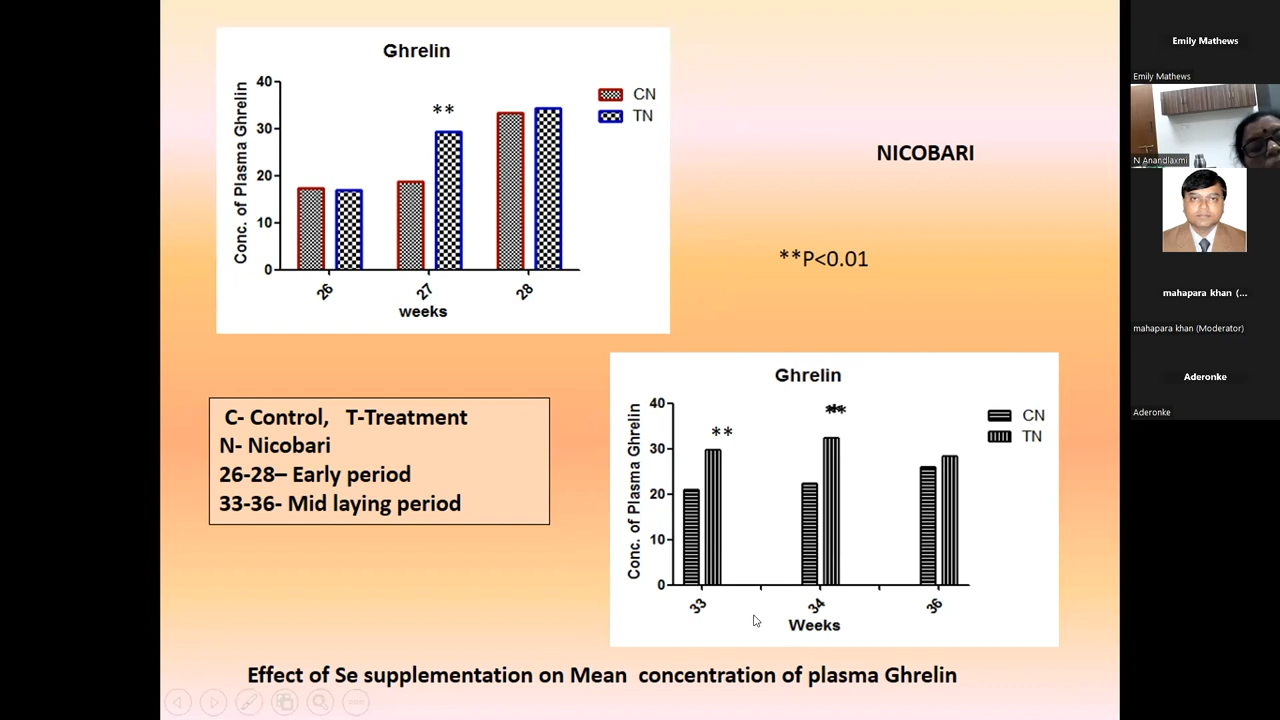 Ghrelin
40
30
20
10
0
Conc. of Plasma Ghrelin
**
CN
TN
26
27
28
weeks
NICOBARI
**P<0.01
C- Control, T-Treatment
N- Nicobari
26-28– Early period
33-36- Mid laying period
Ghrelin
40
30
20
10
0
Conc. of Plasma Ghrelin
**
**
CN
TN
33
34
36
Weeks
Effect of Se supplementation on Mean concentration of plasma Ghrelin
Emily Mathews
Emily Mathews
N Anandlaxmi
mahapara khan (...
mahapara khan (Moderator)
Aderonke
Aderonke